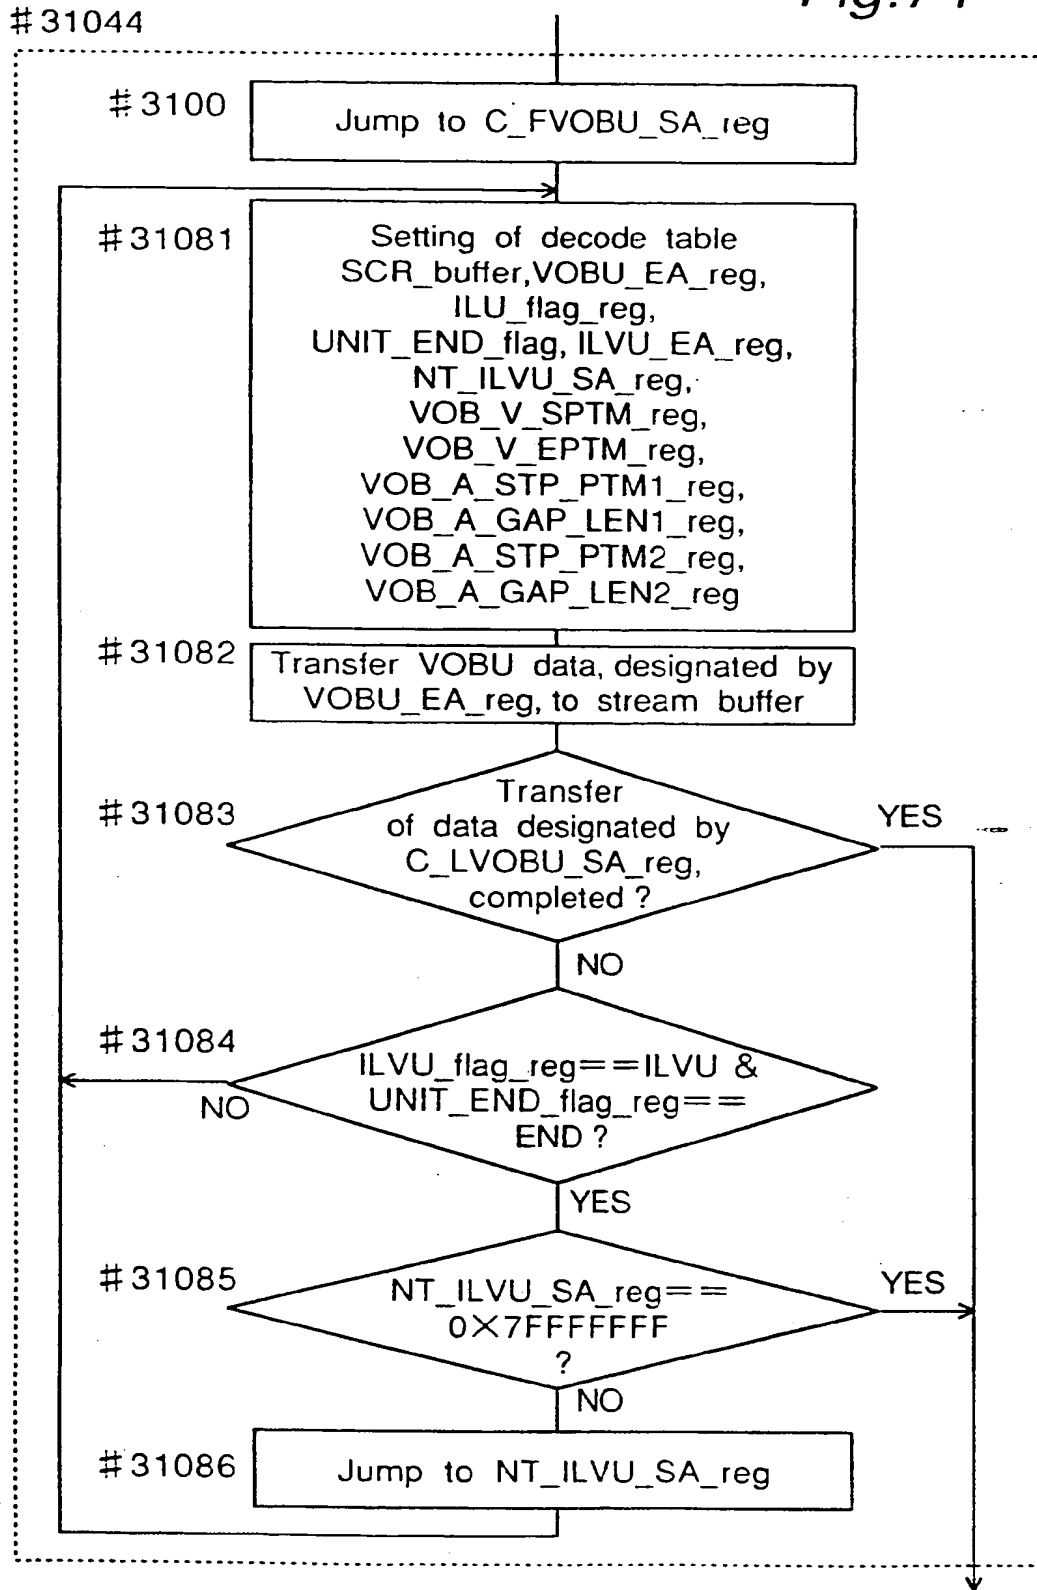 #31044
#3100
Jump to C_FVOBU_SA_reg
#31081
Setting of decode table
SCR_buffer,VOBU_EA_reg,
ILU_flag_reg,
UNIT_END_flag, ILVU_EA_reg,
NT_ILVU_SA_reg,
VOB_V_SPTM_reg,
VOB_V_EPTM_reg,
VOB_A_STP_PTM1_reg,
VOB_A_GAP_LEN1_reg,
VOB_A_STP_PTM2_reg,
VOB_A_GAP_LEN2_reg
#31082
Transfer VOBU data, designated by
VOBU_EA_reg, to stream buffer
#31083
Transfer
of data designated by
C_LVOBU_SA_reg,
completed ?
YES
NO
#31084
ILVU_flag_reg==ILVU &
UNIT_END_flag_reg==
END ?
NO
YES
#31085
NT_ILVU_SA_reg==
0X7FFFFFFF
?
YES
NO
#31086
Jump to NT_ILVU_SA_reg